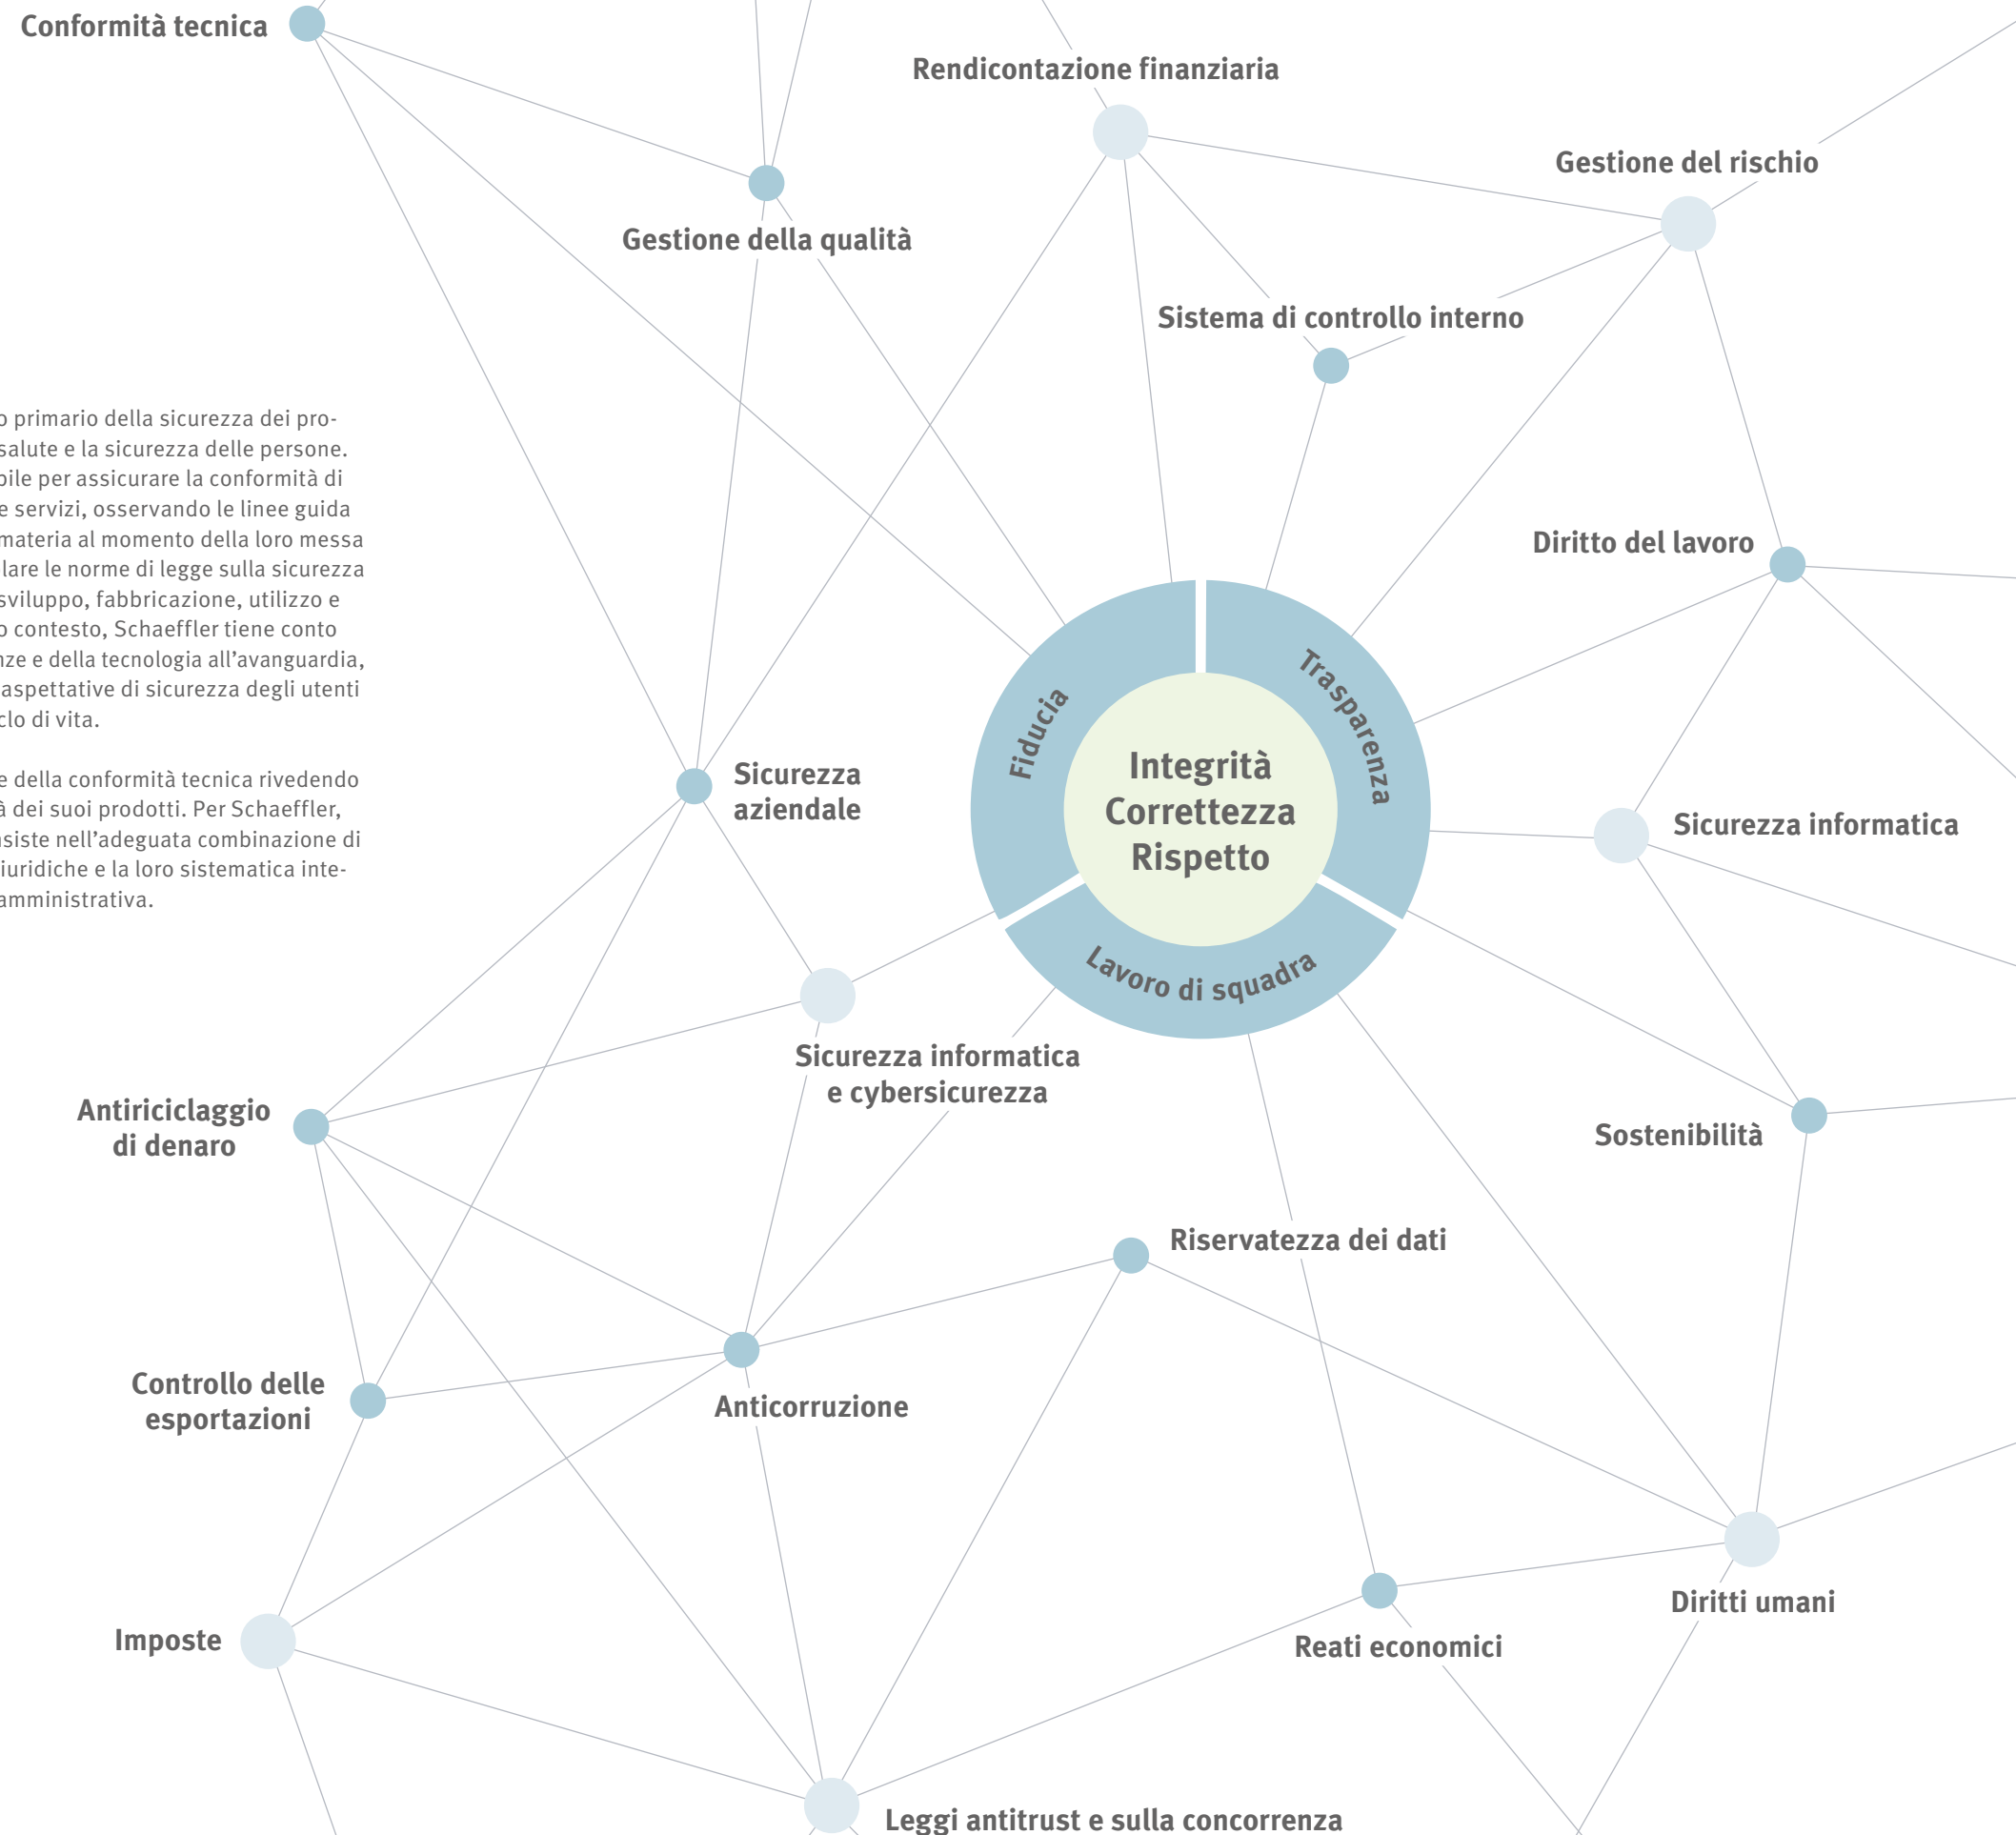 Conformità tecnica
Rendicontazione finanziaria
Gestione del rischio
Gestione della qualità
Sistema di controllo interno
o primario della sicurezza dei pro-
salute e la sicurezza delle persone.
bile per assicurare la conformità di
e servizi, osservando le linee guida
materia al momento della loro messa
lare le norme di legge sulla sicurezza
sviluppo, fabbricazione, utilizzo e
o contesto, Schaeffler tiene conto
nze e della tecnologia all’avanguardia,
aspettative di sicurezza degli utenti
clo di vita.
e della conformità tecnica rivedendo
à dei suoi prodotti. Per Schaeffler,
nsiste nell’adeguata combinazione di
iuridiche e la loro sistematica inte-
amministrativa.
Diritto del lavoro
Fiducia
Trasparenza
Integrità
Correttezza
Rispetto
Lavoro di squadra
Sicurezza
aziendale
Sicurezza informatica
Sicurezza informatica
e cybersicurezza
Antiriciclaggio
di denaro
Sostenibilità
Riservatezza dei dati
Controllo delle
esportazioni
Anticorruzione
Diritti umani
Imposte
Reati economici
Leggi antitrust e sulla concorrenza